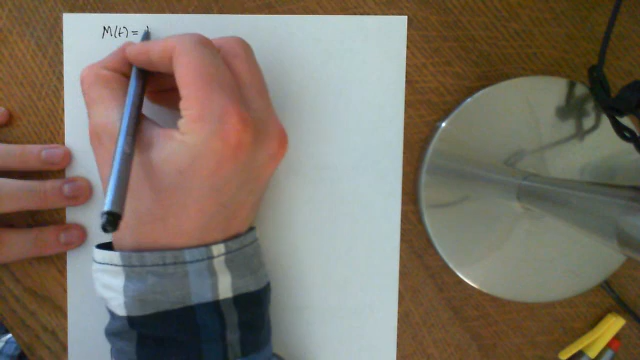 M(t) =